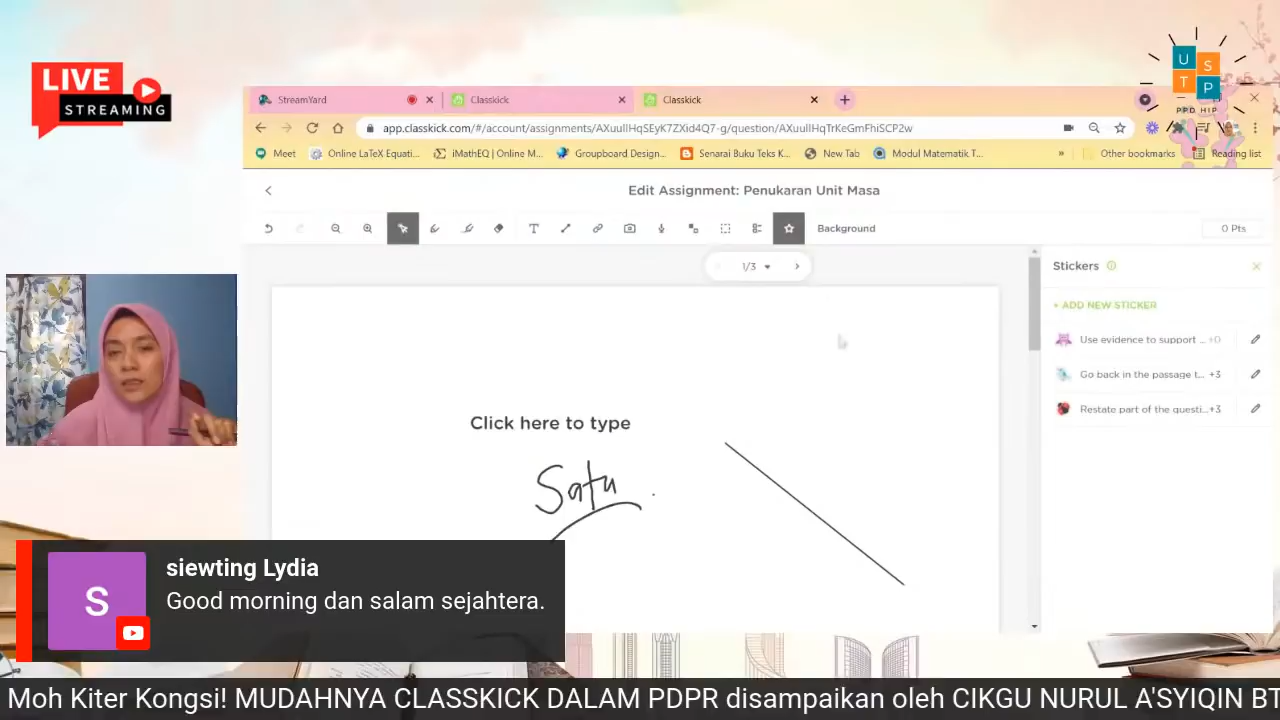 LIVE
STREAMING
U S
T P
PPD HJP
StreamYard
Classkick
Classkick
app.classkick.com/#/account/assignments/AXuulIHqSEyK7ZXid4Q7-g/question/AXuulIHqTrKeGmFhiSCP2w
Meet
Online LaTeX Equati...
iMathEQ | Online M...
Groupboard Design...
Senarai Buku Teks K...
New Tab
Modul Matematik T...
»
Other bookmarks
Reading list
Edit Assignment: Penukaran Unit Masa
T
Background
0 Pts
1/3
Stickers
+ ADD NEW STICKER
Use evidence to support ... +0
Go back in the passage t... +3
Restate part of the questi...+3
Click here to type
Satu
S
siewting Lydia
Good morning dan salam sejahtera.
Moh Kiter Kongsi! MUDAHNYA CLASSKICK DALAM PDPR disampaikan oleh CIKGU NURUL A'SYIQIN BT